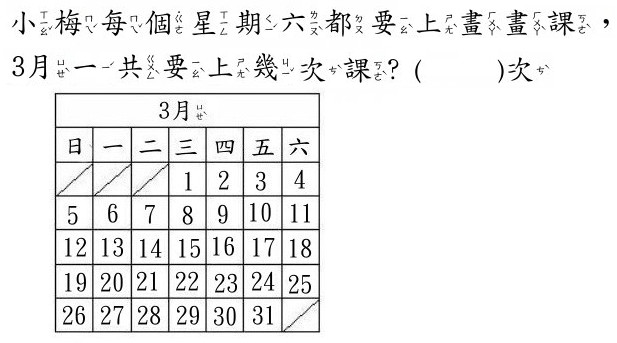 小梅每個星期六都要上畫畫課，
3月一共要上幾次課?(　　)次
3月
日 一 二 三 四 五 六
1 2 3 4
5 6 7 8 9 10 11
12 13 14 15 16 17 18
19 20 21 22 23 24 25
26 27 28 29 30 31